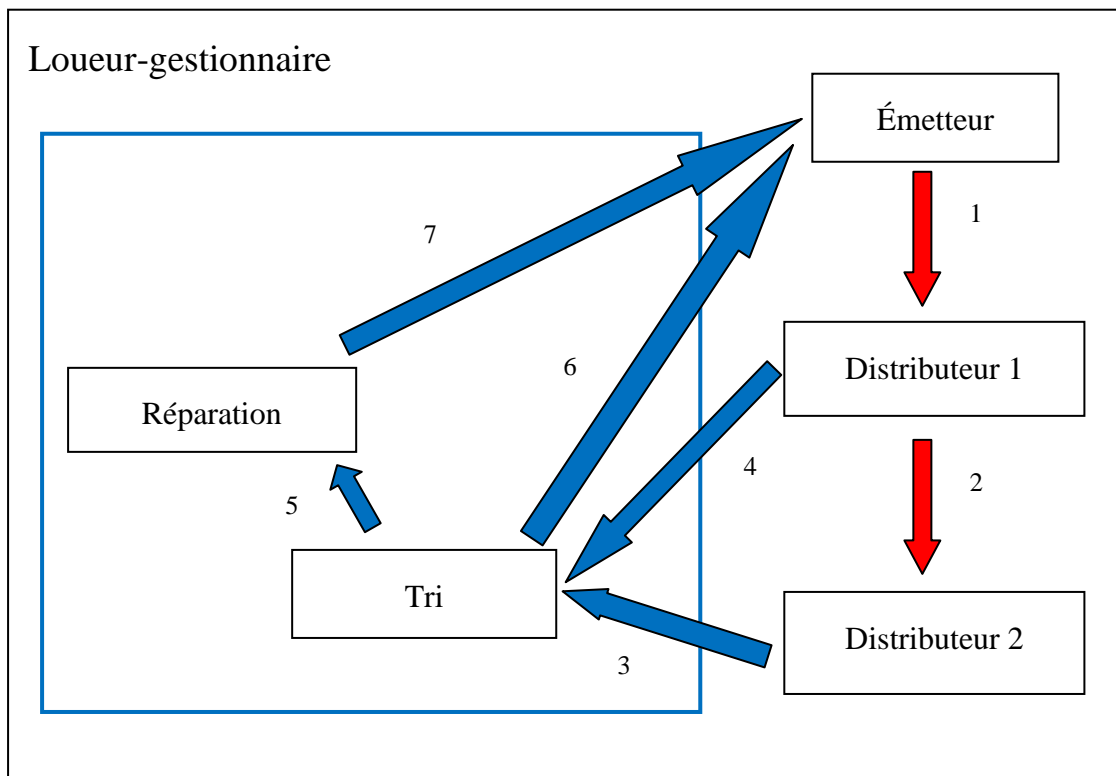 Loueur-gestionnaire
Émetteur
1
7
6
Distributeur 1
Réparation
4
2
5
Tri
Distributeur 2
3